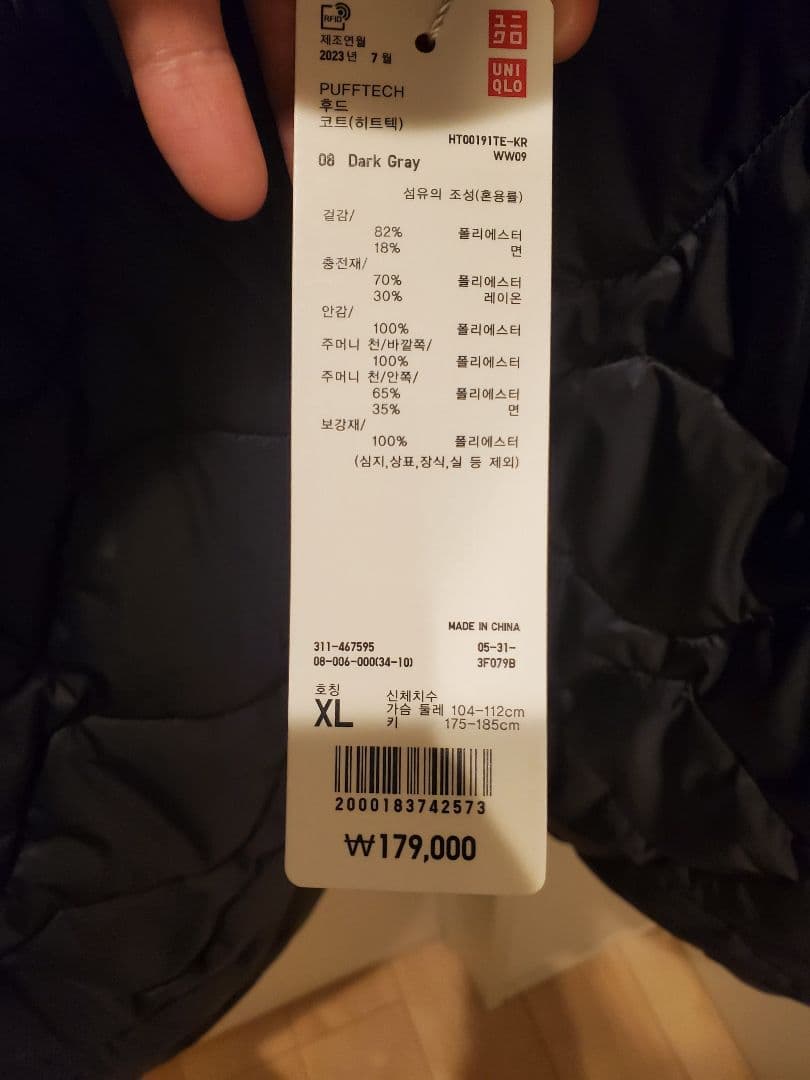 RFID
ユニ
クロ
UNI
QLO
제조연월
2023년 7월
PUFFTECH
후드
코트(히트텍)
HT00191TE-KR
WW09
08 Dark Gray
섬유의 조성(혼용률)
겉감/
82% 폴리에스터
18% 면
충전재/
70% 폴리에스터
30% 레이온
안감/
100% 폴리에스터
주머니 천/바깥쪽/
100% 폴리에스터
주머니 천/안쪽/
65% 폴리에스터
35% 면
보강재/
100% 폴리에스터
(심지,상표,장식,실 등 제외)
MADE IN CHINA
311-467595 05-31-
08-006-000(34-10) 3F079B
호칭 신체치수
XL 가슴 둘레 104-112cm
키 175-185cm
2000183742573
₩179,000